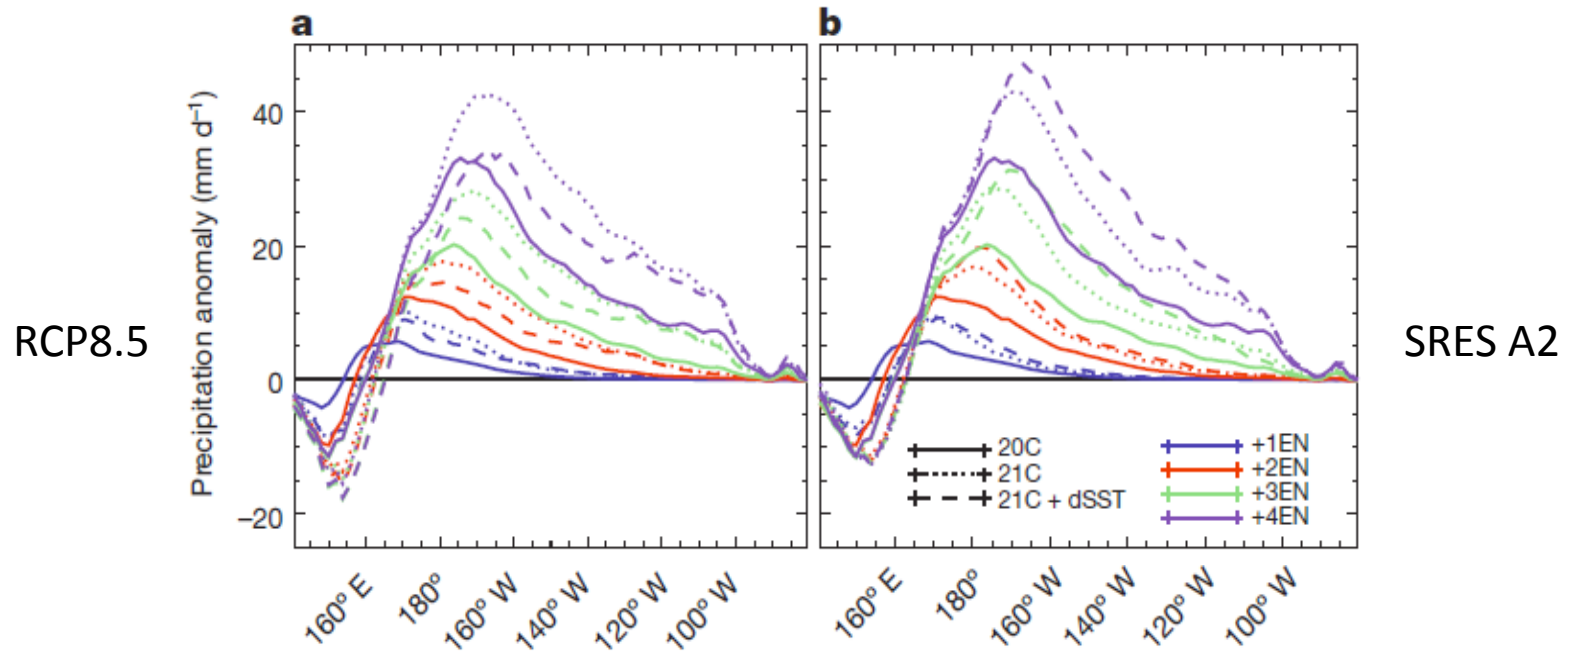 a
b
Precipitation anomaly (mm d⁻¹)
40
20
0
−20
RCP8.5
SRES A2
20C
21C
21C + dSST
+1EN
+2EN
+3EN
+4EN
160° E
180°
160° W
140° W
120° W
100° W
160° E
180°
160° W
140° W
120° W
100° W